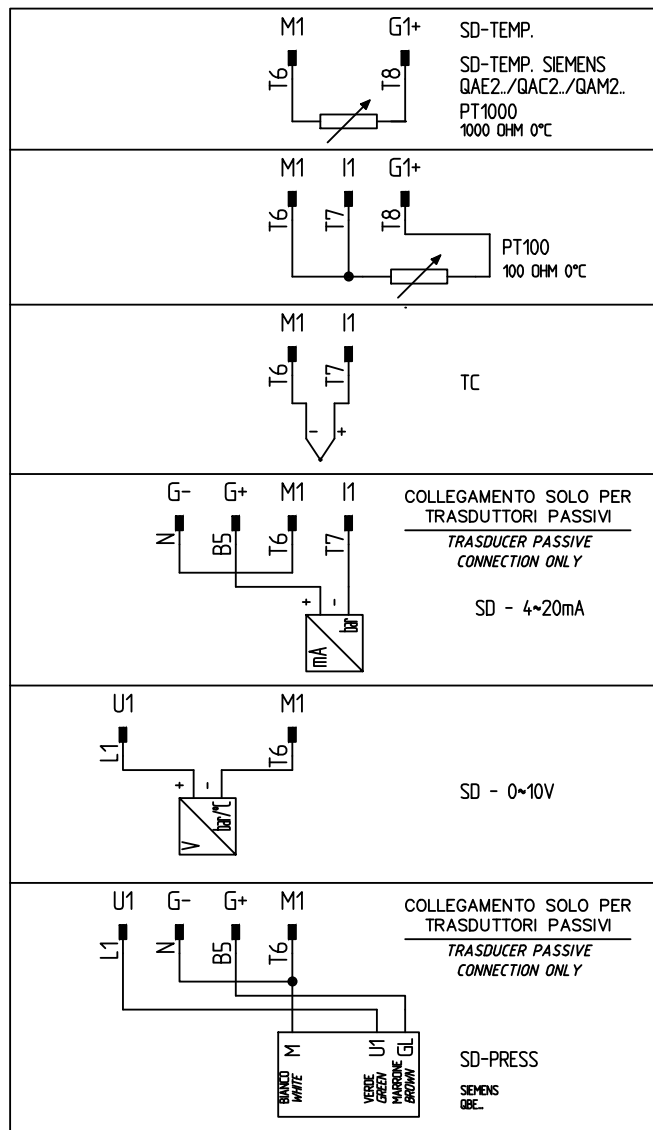 M1 G1+ SD-TEMP.
T6 T8 SD-TEMP. SIEMENS
QAE2../QAC2../QAM2..
PT1000
1000 OHM 0°C
M1 I1 G1+
T6 T7 T8
PT100
100 OHM 0°C
M1 I1
T6 T7
TC
- +
G- G+ M1 I1
N B5 T6 T7
COLLEGAMENTO SOLO PER
TRASDUTTORI PASSIVI
TRASDUCER PASSIVE
CONNECTION ONLY
+ -
mA bar
SD - 4~20mA
U1 M1
L1 T6
+ -
V bar/°C
SD - 0~10V
U1 G- G+ M1
L1 N B5 T6
COLLEGAMENTO SOLO PER
TRASDUTTORI PASSIVI
TRASDUCER PASSIVE
CONNECTION ONLY
M U1 GL
BIANCO
WHITE
VERDE
GREEN
MARRONE
BROWN
SD-PRESS
SIEMENS
QBE..